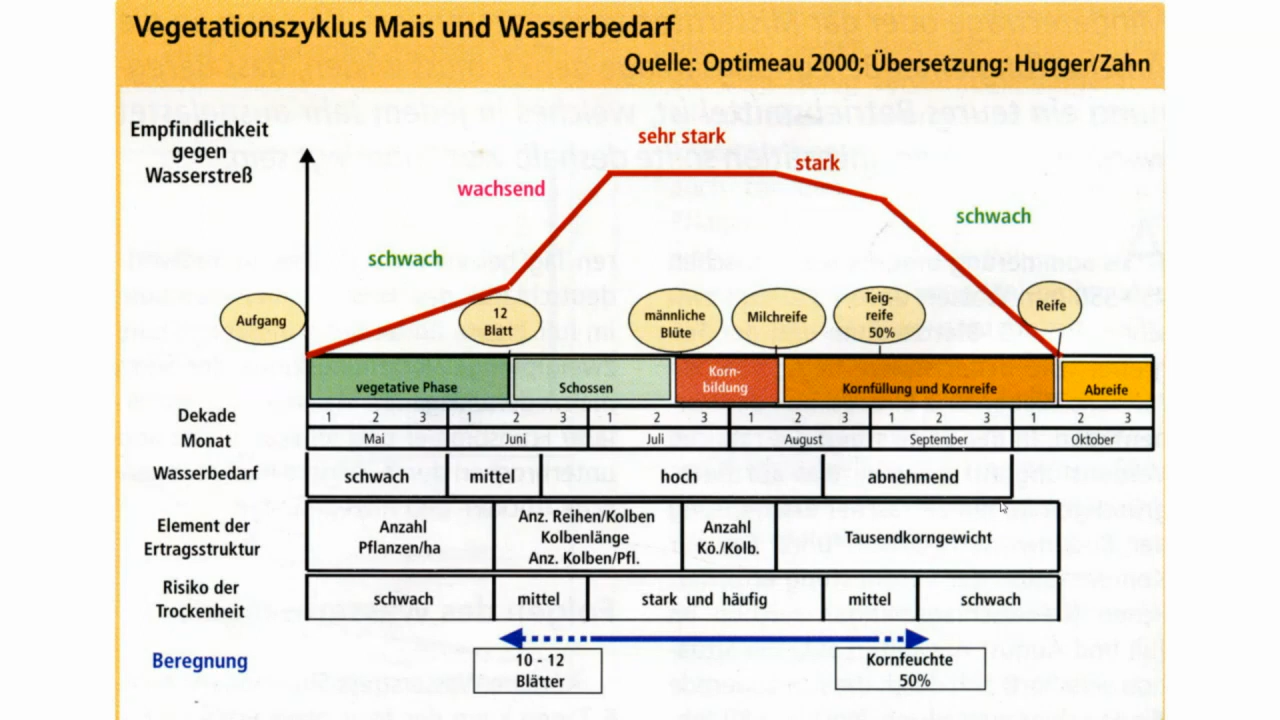 Vegetationszyklus Mais und Wasserbedarf
Quelle: Optimeau 2000; Übersetzung: Hugger/Zahn
Empfindlichkeit
gegen
Wasserstreß
sehr stark
stark
wachsend
schwach
schwach
Aufgang
12
Blatt
männliche
Blüte
Milchreife
Teig-
reife
50%
Reife
vegetative Phase
Schossen
Korn-
bildung
Kornfüllung und Kornreife
Abreife
Dekade 1 2 3 1 2 3 1 2 3 1 2 3 1 2 3 1 2 3
Monat Mai Juni Juli August September Oktober
Wasserbedarf schwach mittel hoch abnehmend
Element der
Ertragsstruktur
Anzahl
Pflanzen/ha
Anz. Reihen/Kolben
Kolbenlänge
Anz. Kolben/Pfl.
Anzahl
Kö./Kolb.
Tausendkorngewicht
Risiko der
Trockenheit
schwach mittel stark und häufig mittel schwach
Beregnung
10 - 12
Blätter
Kornfeuchte
50%